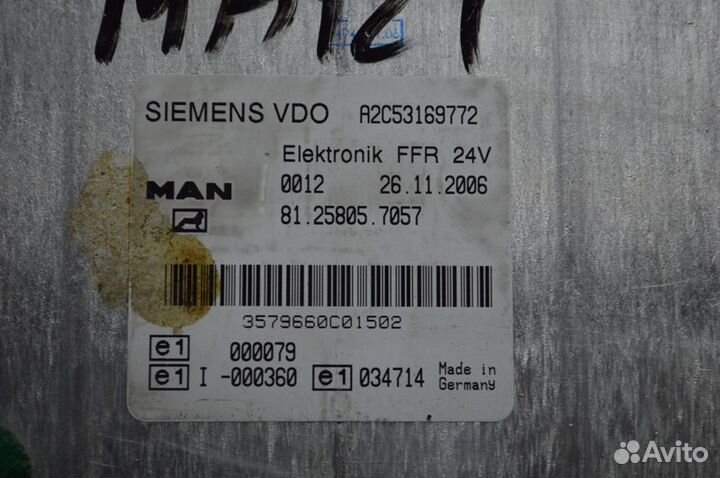 SIEMENS VDO A2C53169772
Elektronik FFR 24V
MAN 0012 26.11.2006
81.25805.7057
3579660C01502
e1 000079
e1 I -000360 e1 034714 Made in
Germany
Avito